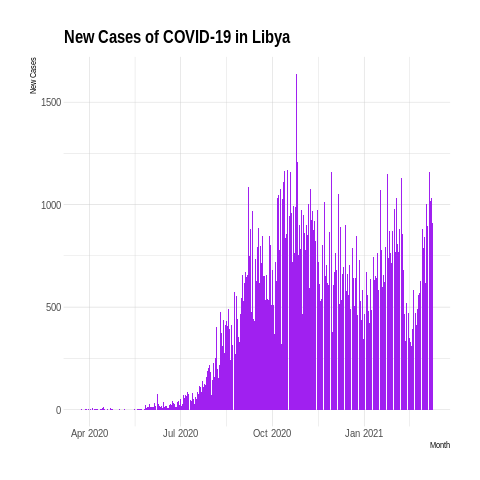 New Cases of COVID-19 in Libya
New Cases
1500
1000
500
0
Apr 2020
Jul 2020
Oct 2020
Jan 2021
Month